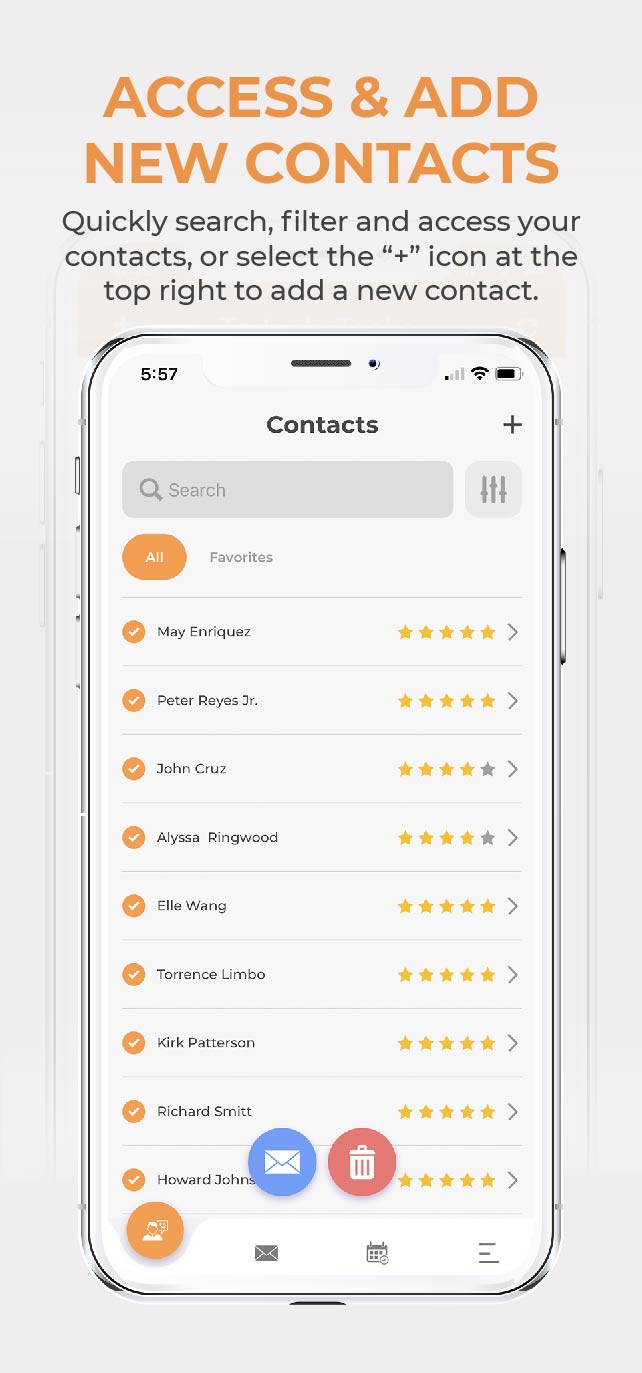 ACCESS & ADD
NEW CONTACTS
Quickly search, filter and access your
contacts, or select the “+” icon at the
top right to add a new contact.
5:57
Contacts +
Search
All Favorites
May Enriquez
Peter Reyes Jr.
John Cruz
Alyssa Ringwood
Elle Wang
Torrence Limbo
Kirk Patterson
Richard Smitt
Howard Johns